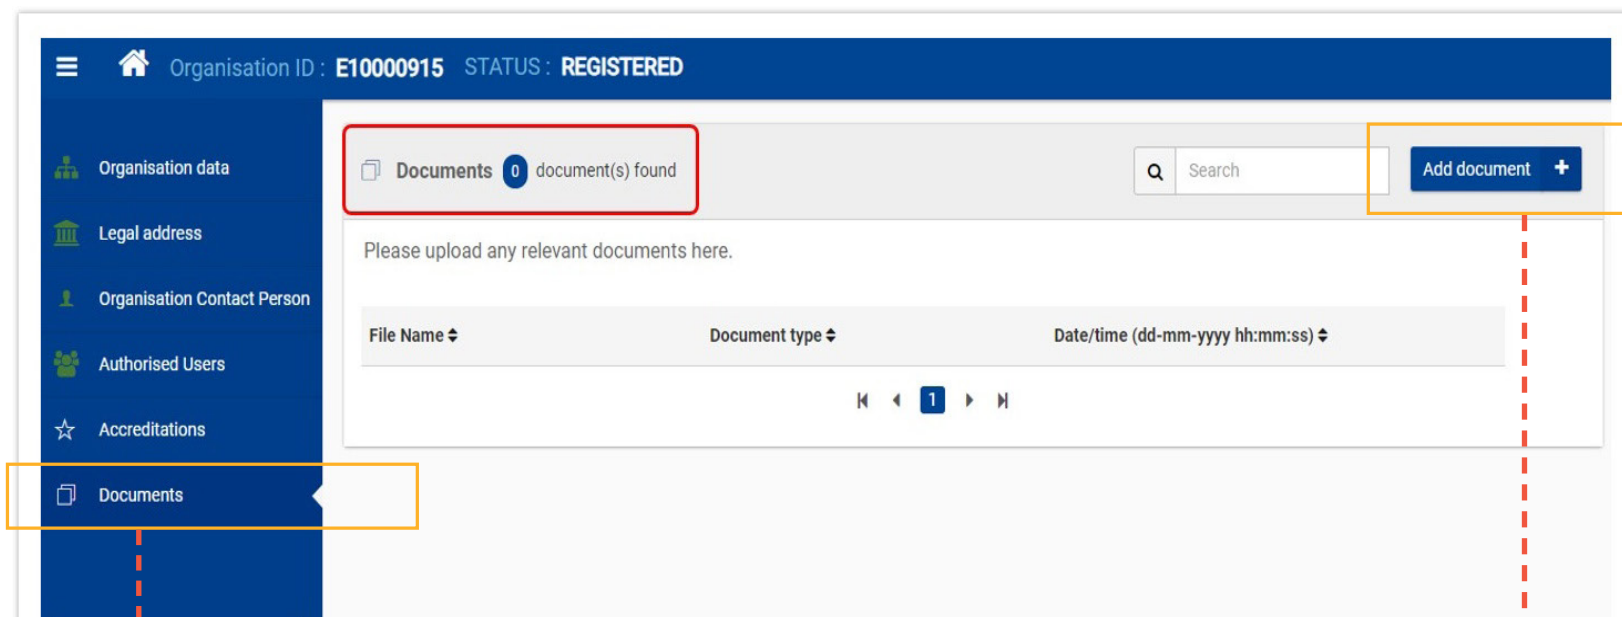 Organisation ID : E10000915 STATUS : REGISTERED
Organisation data
Legal address
Organisation Contact Person
Authorised Users
Accreditations
Documents
Documents 0 document(s) found
Search
Add document +
Please upload any relevant documents here.
File Name Document type Date/time (dd-mm-yyyy hh:mm:ss)
1